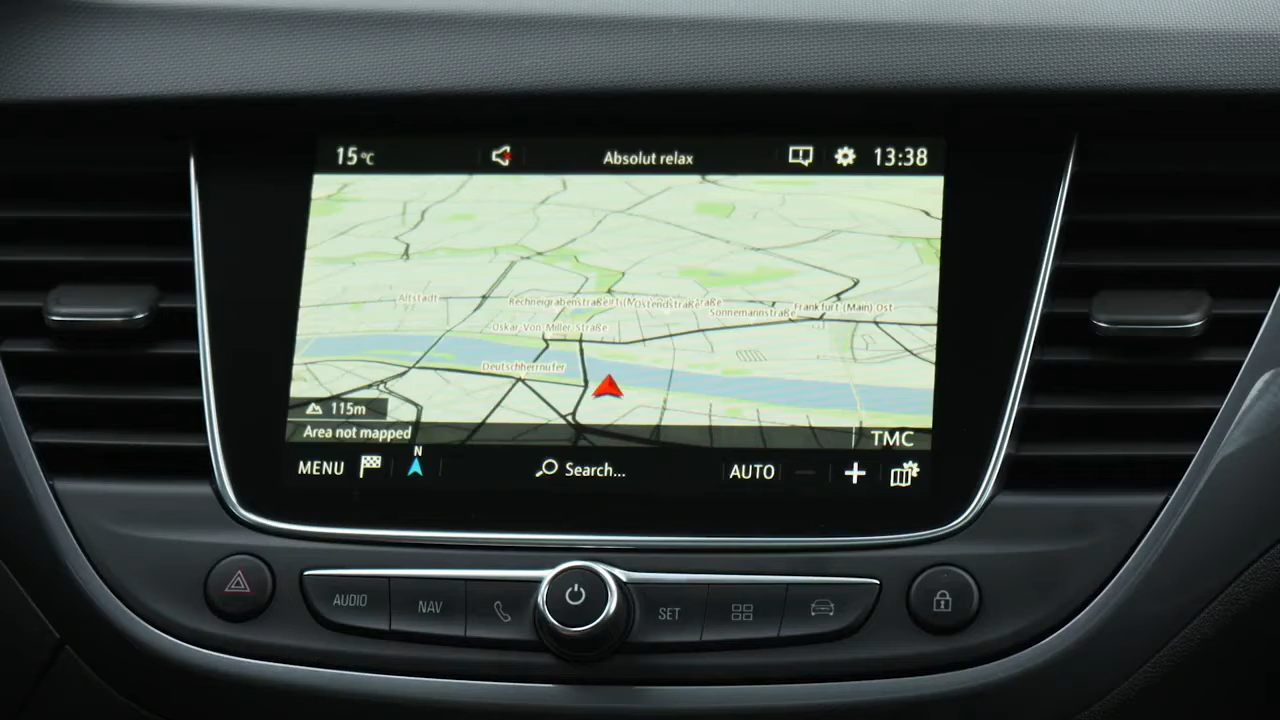 15°C
Absolut relax
13:38
Altstadt
Rechneigrabenstraße
Ostendstraße
Sonnemannstraße
Frankfurt (Main) Ost-
Oskar-Von-Miller Straße
Deutschherrnufer
115m
Area not mapped
TMC
MENU
N
Search...
AUTO
AUDIO
NAV
SET